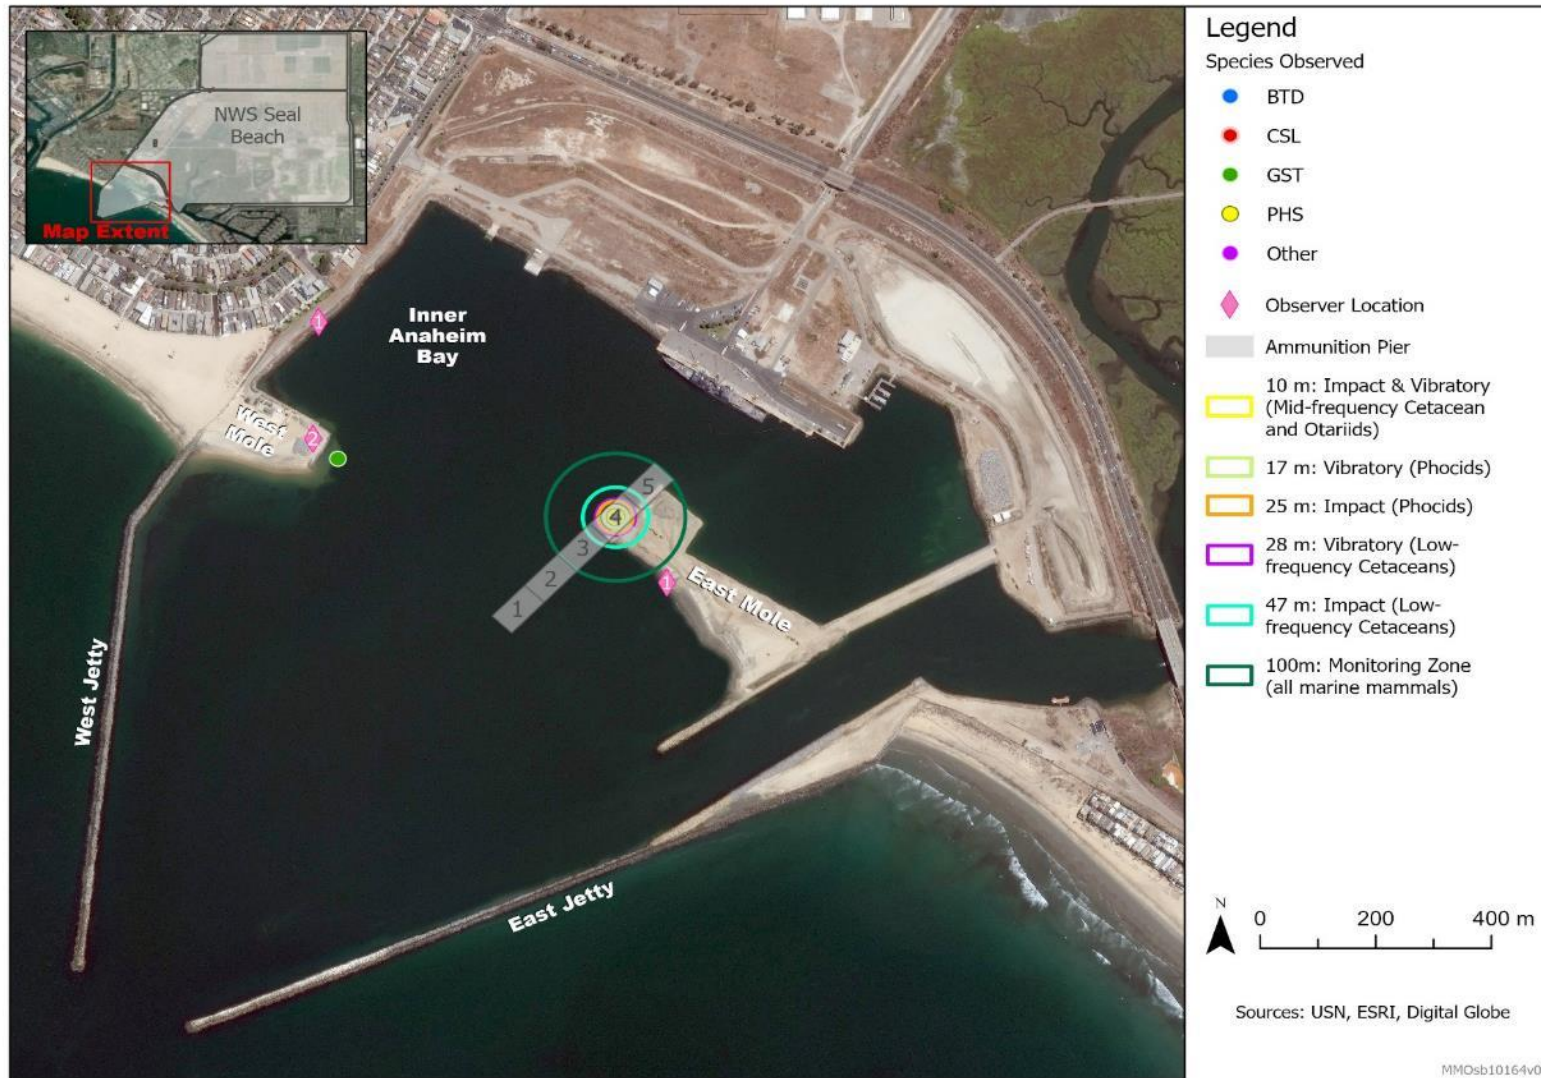 NWS Seal
Beach
Map Extent
Inner
Anaheim
Bay
1
West
Mole
2
5
4
3
2
1
1
East Mole
West Jetty
East Jetty
Legend
Species Observed
BTD
CSL
GST
PHS
Other
Observer Location
Ammunition Pier
10 m: Impact & Vibratory
(Mid-frequency Cetacean
and Otariids)
17 m: Vibratory (Phocids)
25 m: Impact (Phocids)
28 m: Vibratory (Low-
frequency Cetaceans)
47 m: Impact (Low-
frequency Cetaceans)
100m: Monitoring Zone
(all marine mammals)
N
0 200 400 m
Sources: USN, ESRI, Digital Globe
MMOsb10164v0